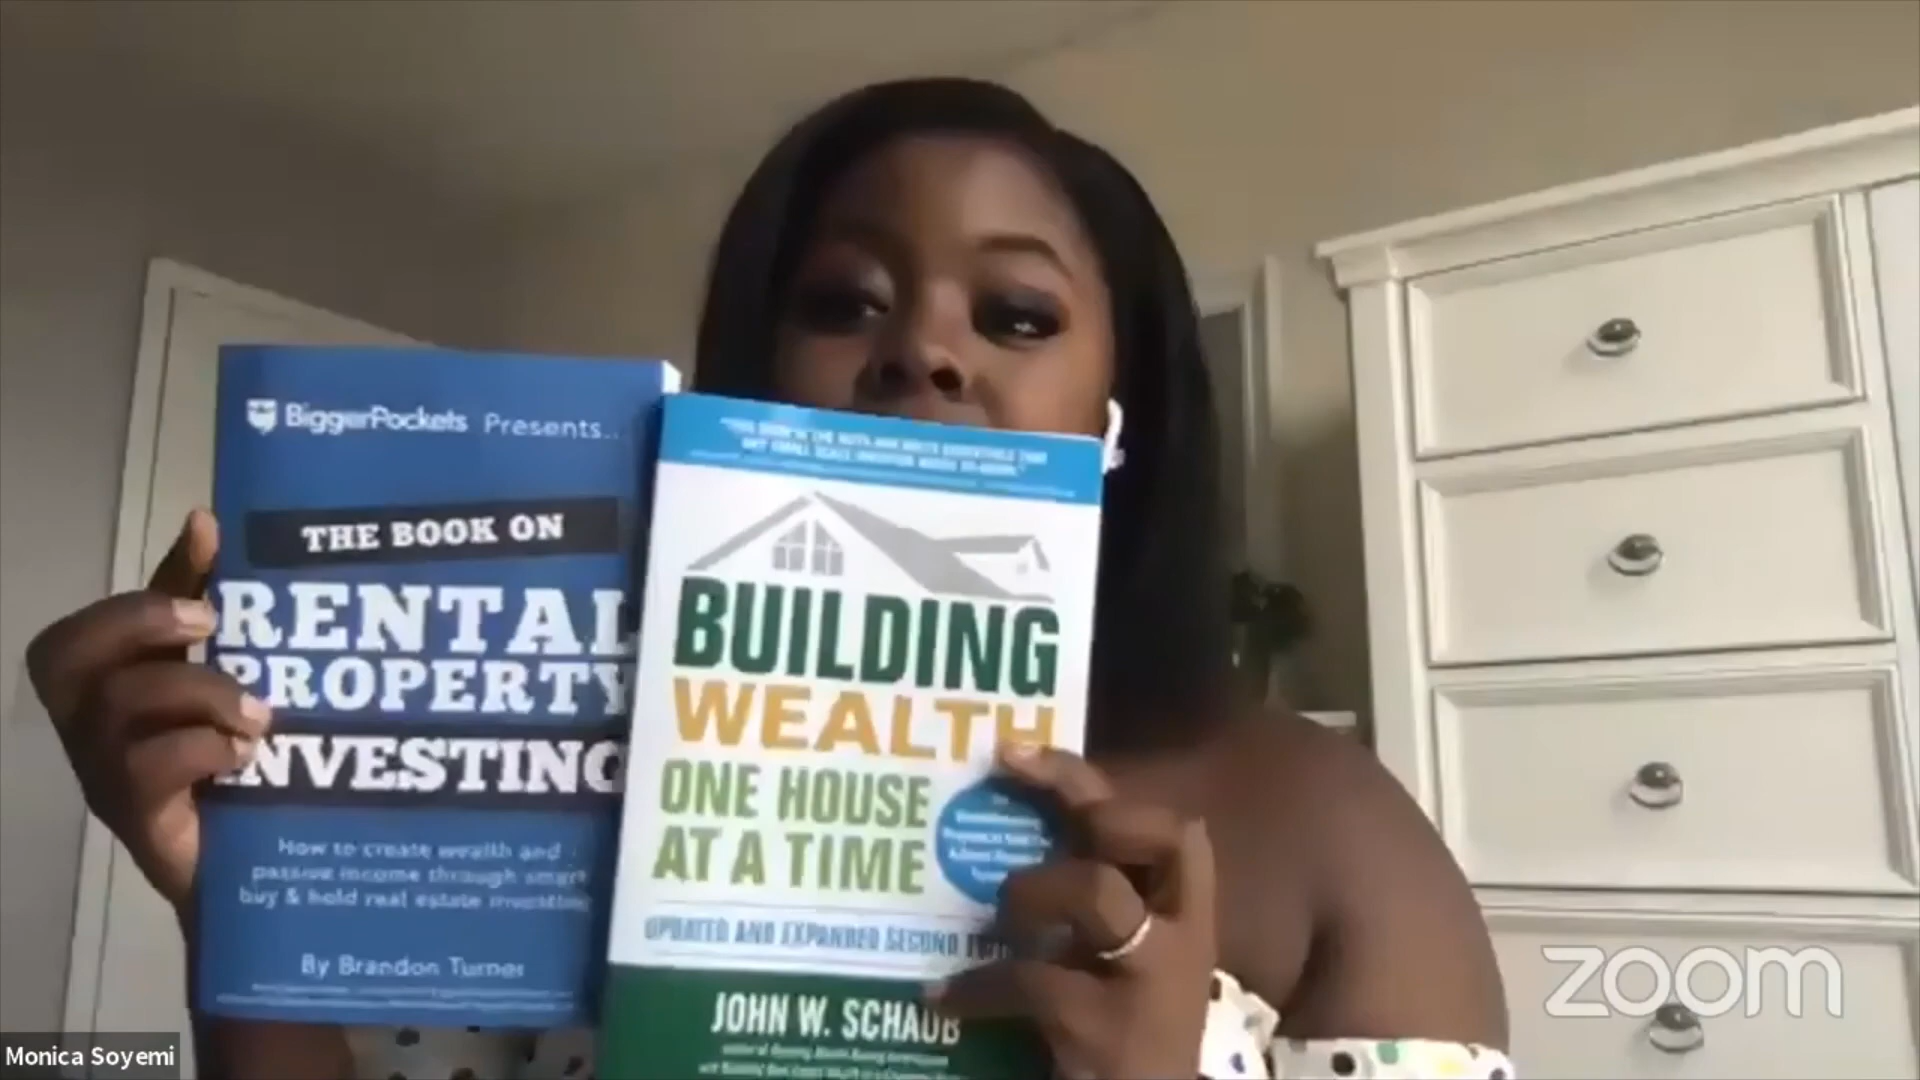 BiggerPockets Presents..
THE BOOK ON
RENTAL
PROPERTY
INVESTING
How to create wealth and
passive income through smart
buy & hold real estate investing
By Brandon Turner
BUILDING
WEALTH
ONE HOUSE
AT A TIME
UPDATED AND EXPANDED SECOND
JOHN W. SCHAUB
Monica Soyemi
zoom